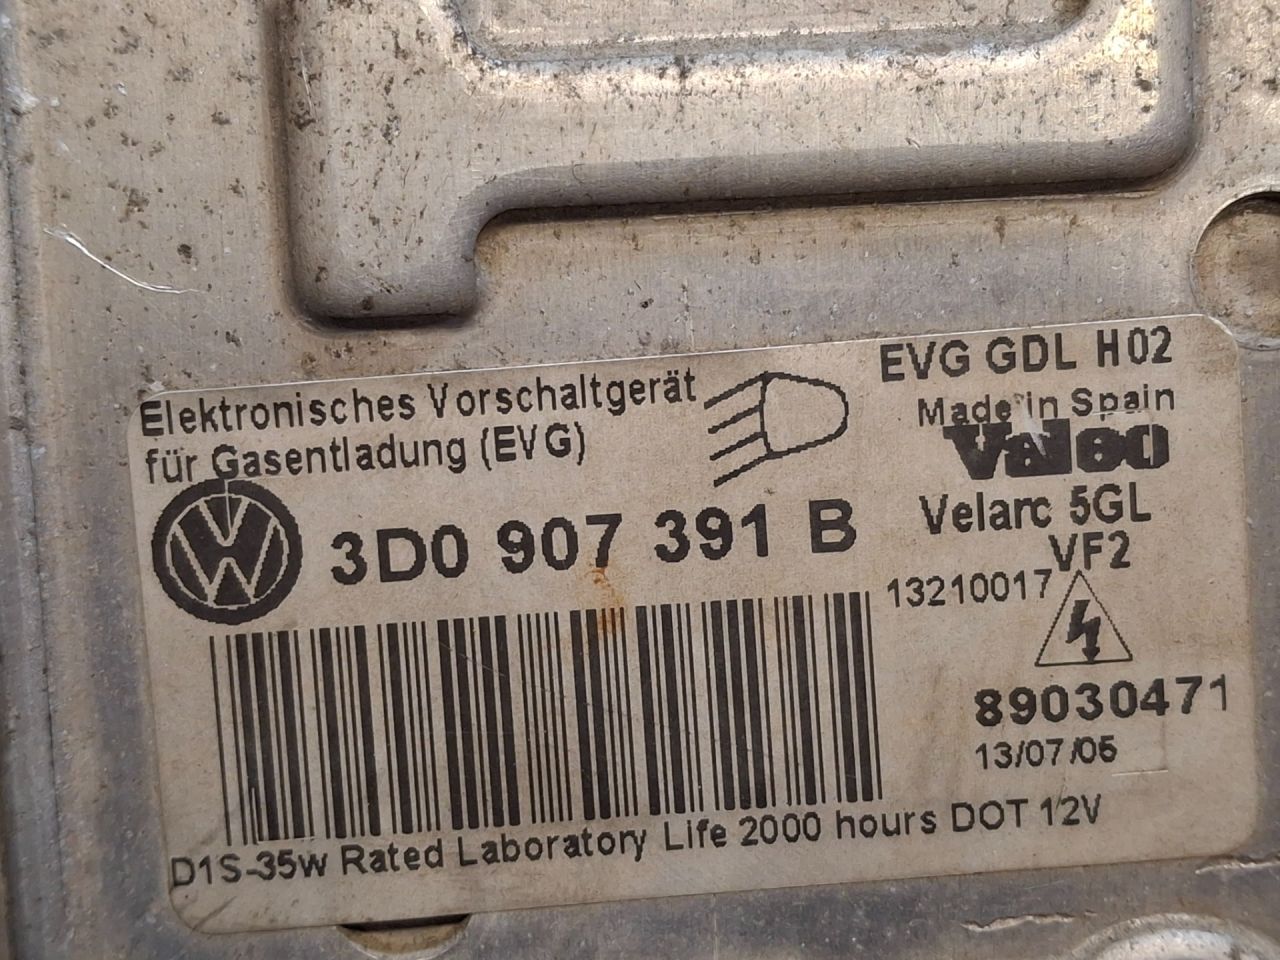 Elektronisches Vorschaltgerät
für Gasentladung (EVG)
EVG GDL H02
Made in Spain
Valeo
Velarc 5GL
VF2
3D0 907 391 B
13210017
89030471
13/07/05
D1S-35w Rated Laboratory Life 2000 hours DOT 12V